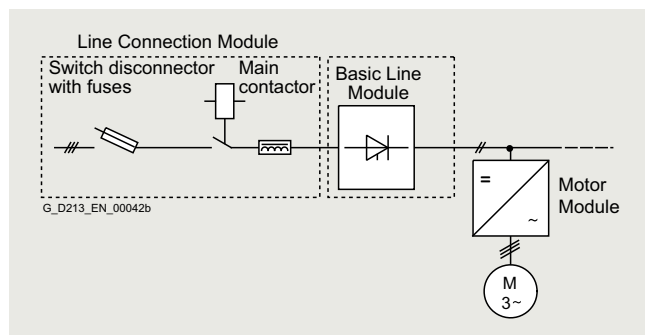 Line Connection Module
Switch disconnector
with fuses
Main
contactor
Basic Line
Module
G_D213_EN_00042b
=
~
Motor
Module
M
3~